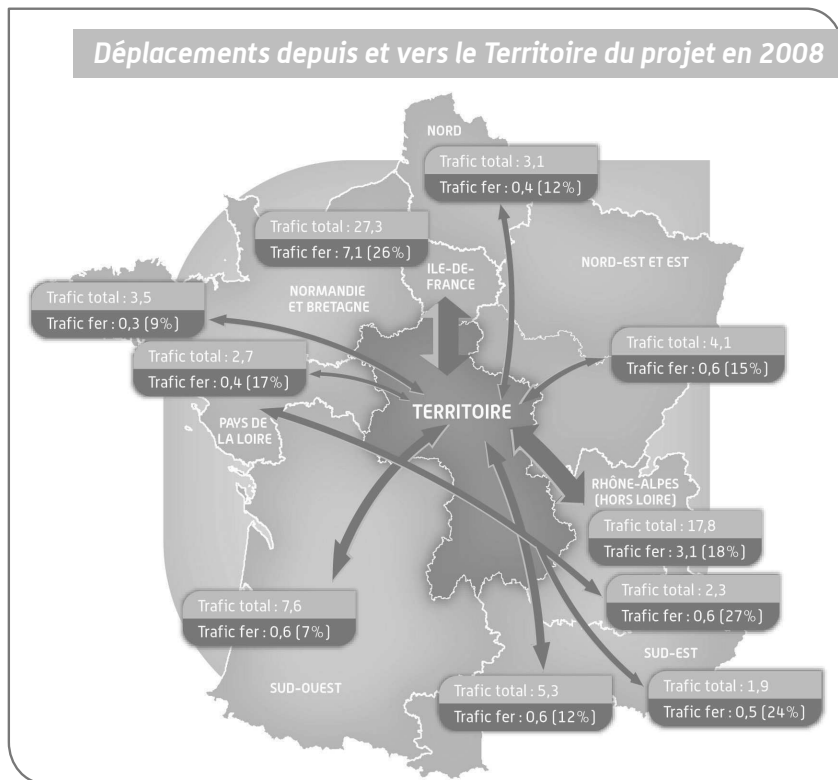 Déplacements depuis et vers le Territoire du projet en 2008
NORD
Trafic total : 3,1
Trafic fer : 0,4 (12%)
Trafic total : 27,3
Trafic fer : 7,1 (26%)
ILE-DE-
FRANCE
NORD-EST ET EST
NORMANDIE
ET BRETAGNE
Trafic total : 3,5
Trafic fer : 0,3 (9%)
Trafic total : 2,7
Trafic fer : 0,4 (17%)
Trafic total : 4,1
Trafic fer : 0,6 (15%)
TERRITOIRE
PAYS DE
LA LOIRE
RHÔNE-ALPES
(HORS LOIRE)
Trafic total : 17,8
Trafic fer : 3,1 (18%)
Trafic total : 2,3
Trafic fer : 0,6 (27%)
Trafic total : 7,6
Trafic fer : 0,6 (7%)
SUD-EST
SUD-OUEST
Trafic total : 5,3
Trafic fer : 0,6 (12%)
Trafic total : 1,9
Trafic fer : 0,5 (24%)